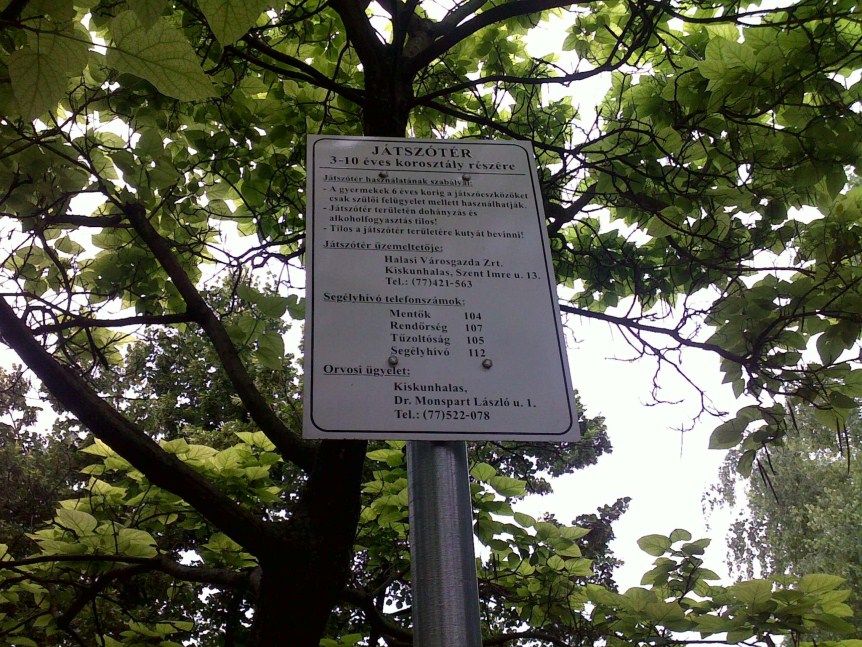 JÁTSZÓTÉR
3-10 éves korosztály részére
Játszótér használatának szabályai:
- A gyermekek 6 éves korig a játszóeszközöket
csak szülői felügyelet mellett használhatják.
- Játszótér területén dohányzás és
alkoholfogyasztás tilos!
- Tilos a játszótér területére kutyát bevinni!
Játszótér üzemeltetője:
Halasi Városgazda Zrt.
Kiskunhalas, Szent Imre u. 13.
Tel.: (77)421-563
Segélyhívó telefonszámok:
Mentők 104
Rendőrség 107
Tűzoltóság 105
Segélyhívó 112
Orvosi ügyelet:
Kiskunhalas,
Dr. Monspart László u. 1.
Tel.: (77)522-078